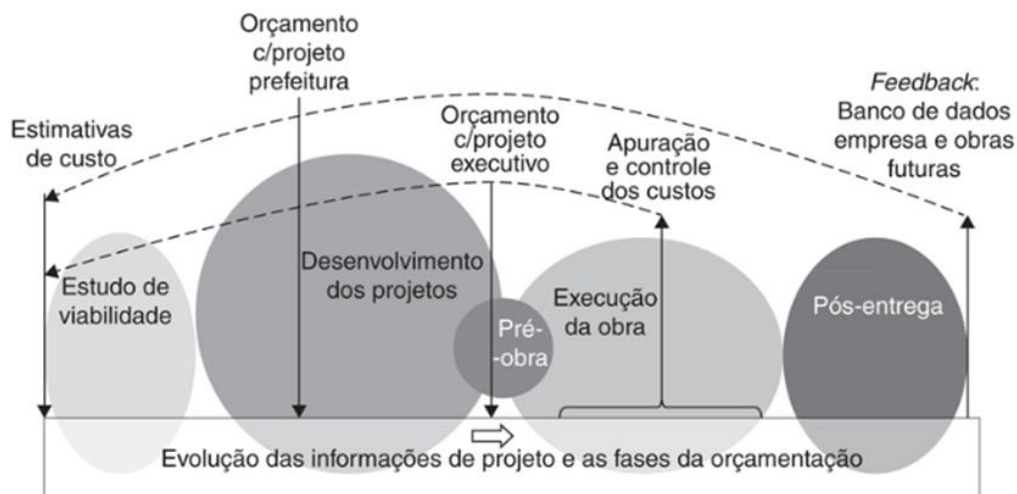 Orçamento
c/projeto
prefeitura
Feedback:
Banco de dados
empresa e obras
futuras
Estimativas
de custo
Orçamento
c/projeto
executivo
Apuração
e controle
dos custos
Estudo de
viabilidade
Desenvolvimento
dos projetos
Pré-
-obra
Execução
da obra
Pós-entrega
Evolução das informações de projeto e as fases da orçamentação